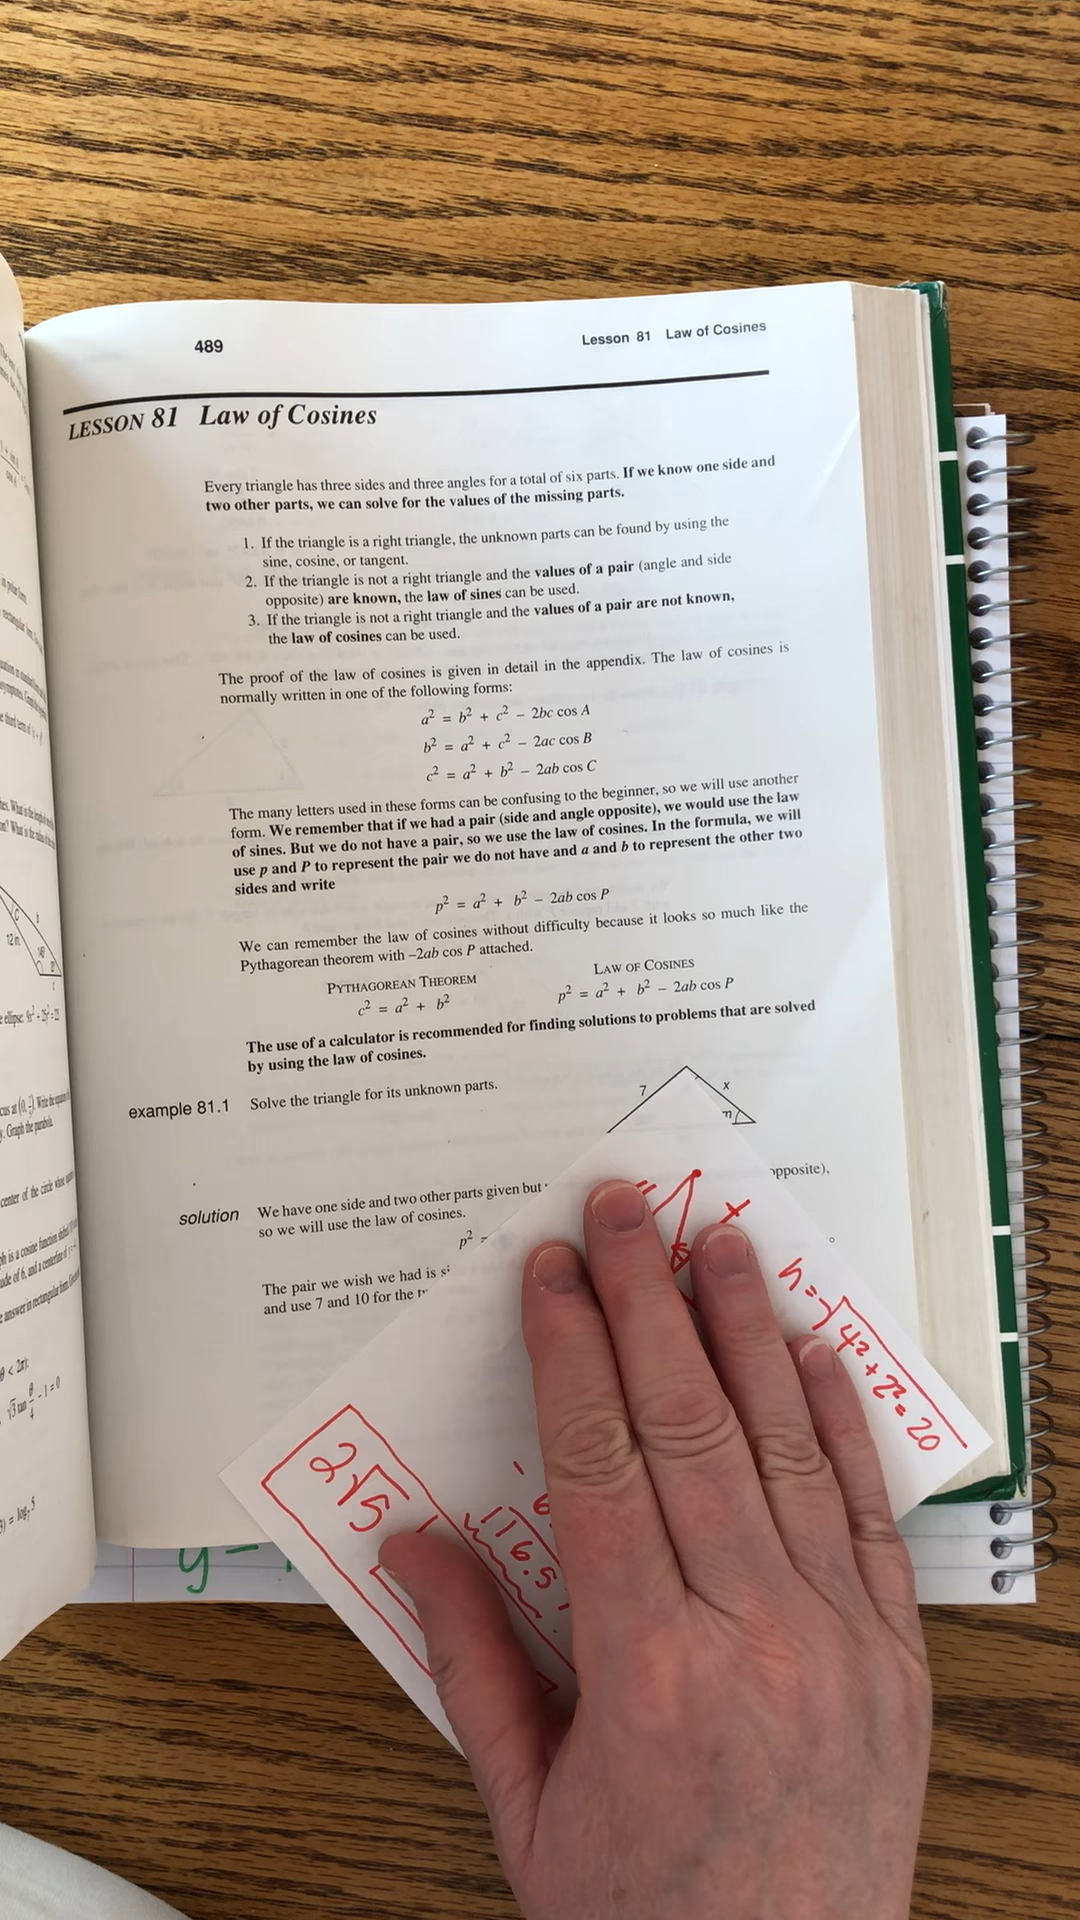 489
Lesson 81 Law of Cosines
LESSON 81 Law of Cosines
Every triangle has three sides and three angles for a total of six parts. If we know one side and
two other parts, we can solve for the values of the missing parts.
1. If the triangle is a right triangle, the unknown parts can be found by using the
sine, cosine, or tangent.
2. If the triangle is not a right triangle and the values of a pair (angle and side
opposite) are known, the law of sines can be used.
3. If the triangle is not a right triangle and the values of a pair are not known,
the law of cosines can be used.
The proof of the law of cosines is given in detail in the appendix. The law of cosines is
normally written in one of the following forms:
a² = b² + c² − 2bc cos A
b² = a² + c² − 2ac cos B
c² = a² + b² − 2ab cos C
The many letters used in these forms can be confusing to the beginner, so we will use another
form. We remember that if we had a pair (side and angle opposite), we would use the law
of sines. But we do not have a pair, so we use the law of cosines. In the formula, we will
use p and P to represent the pair we do not have and a and b to represent the other two
sides and write
p² = a² + b² − 2ab cos P
We can remember the law of cosines without difficulty because it looks so much like the
Pythagorean theorem with −2ab cos P attached.
PYTHAGOREAN THEOREM
c² = a² + b²
LAW OF COSINES
p² = a² + b² − 2ab cos P
The use of a calculator is recommended for finding solutions to problems that are solved
by using the law of cosines.
example 81.1 Solve the triangle for its unknown parts.
7
x
n
solution We have one side and two other parts given but
opposite),
so we will use the law of cosines.
p² =
The pair we wish we had is
and use 7 and 10 for the
h = √4² + 2² = 20
2√5
116.5
12 in.